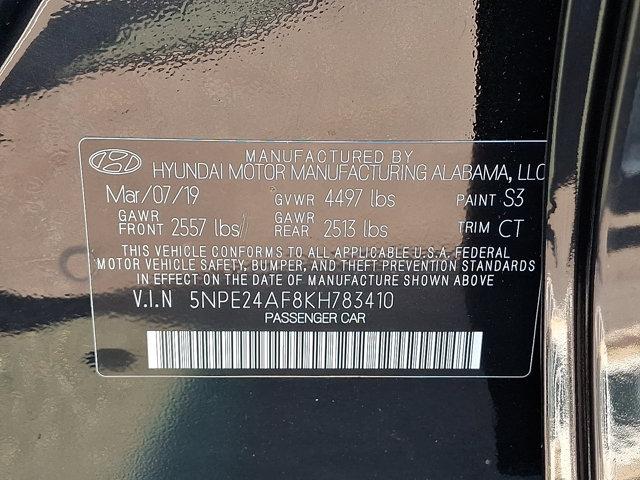 MANUFACTURED BY
HYUNDAI MOTOR MANUFACTURING ALABAMA, LLC
Mar/07/19 GVWR 4497 lbs PAINT S3
GAWR FRONT 2557 lbs GAWR REAR 2513 lbs TRIM CT
THIS VEHICLE CONFORMS TO ALL APPLICABLE U.S.A. FEDERAL
MOTOR VEHICLE SAFETY, BUMPER, AND THEFT PREVENTION STANDARDS
IN EFFECT ON THE DATE OF MANUFACTURE SHOWN ABOVE
V.I.N 5NPE24AF8KH783410
PASSENGER CAR